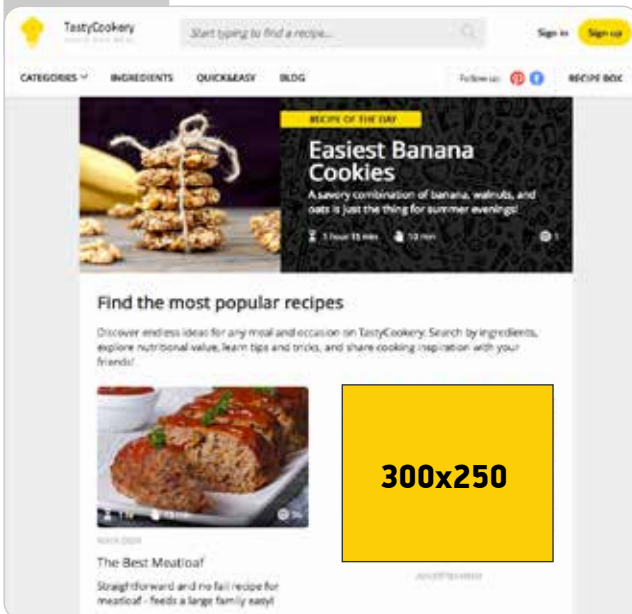 TastyCookery
Start typing to find a recipe...
Sign in
Sign up
CATEGORIES
INGREDIENTS
QUICK&EASY
BLOG
Follow us:
RECIPE BOX
RECIPE OF THE DAY
Easiest Banana
Cookies
A savory combination of banana, walnuts, and
oats is just the thing for summer evenings!
1 hour 15 min
10 min
1
Find the most popular recipes
Discover endless ideas for any meal and occasion on TastyCookery. Search by ingredients,
explore nutritional value, learn tips and tricks, and share cooking inspiration with your
friends!
300x250
MAIN DISH
ADVERTISEMENT
The Best Meatloaf
Straightforward and no fail recipe for
meatloaf - feeds a large family easy!